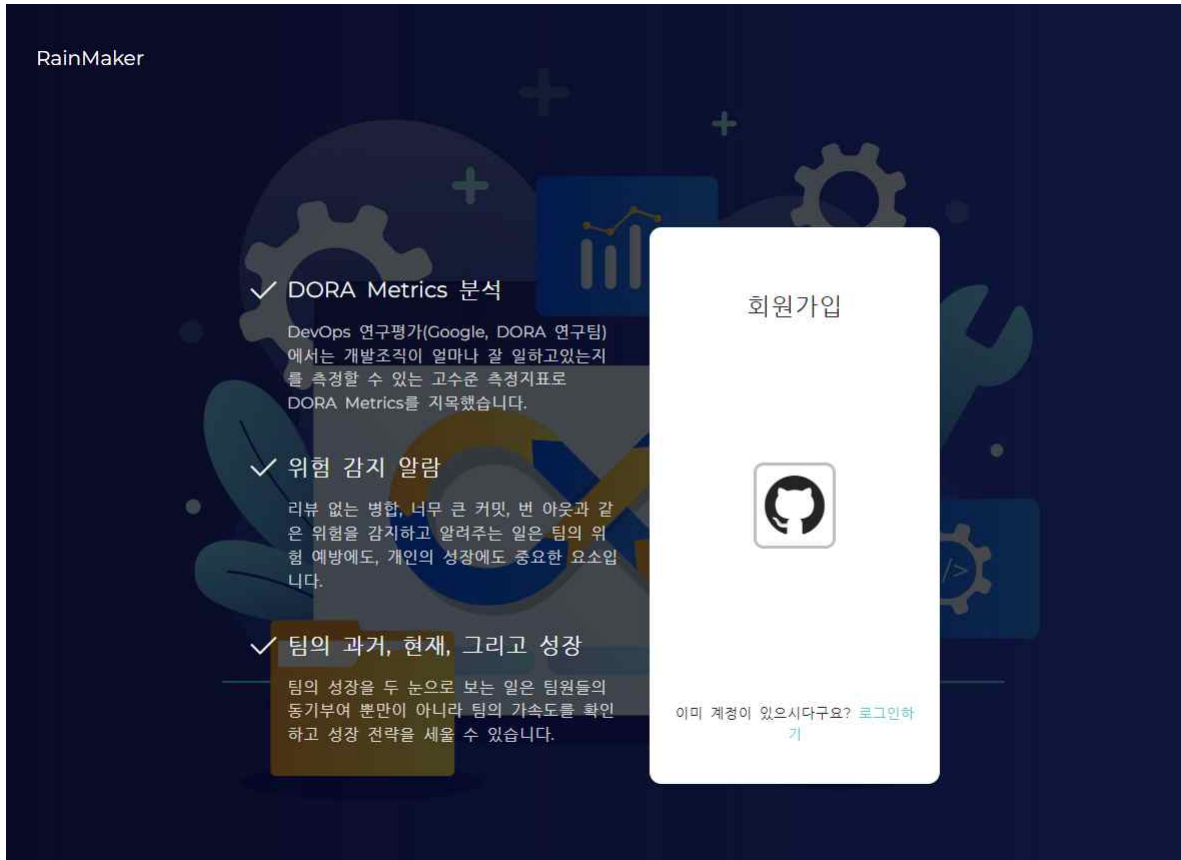 RainMaker
DORA Metrics 분석
DevOps 연구평가(Google, DORA 연구팀)
에서는 개발조직이 얼마나 잘 일하고있는지
를 측정할 수 있는 고수준 측정지표로
DORA Metrics를 지목했습니다.
위험 감지 알람
리뷰 없는 병합, 너무 큰 커밋, 번 아웃과 같
은 위험을 감지하고 알려주는 일은 팀의 위
험 예방에도, 개인의 성장에도 중요한 요소입
니다.
팀의 과거, 현재, 그리고 성장
팀의 성장을 두 눈으로 보는 일은 팀원들의
동기부여 뿐만이 아니라 팀의 가속도를 확인
하고 성장 전략을 세울 수 있습니다.
회원가입
이미 계정이 있으시다구요? 로그인하
기
</>